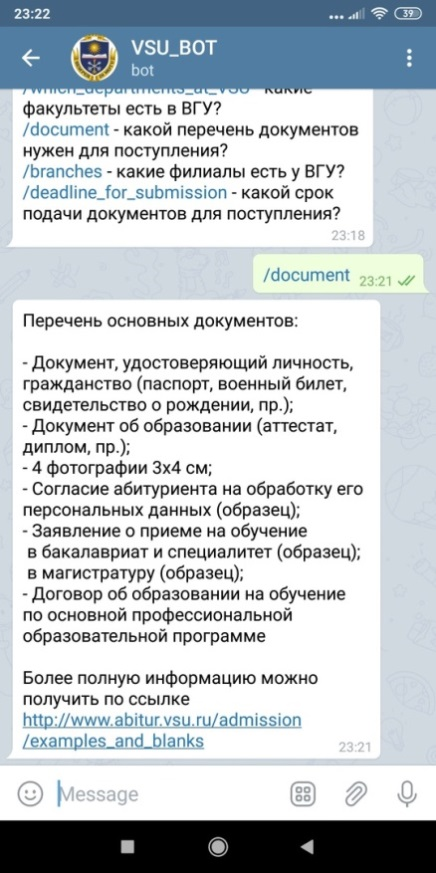 23:22
39
VSU_BOT
bot
/which_departments_at_VSU - какие
факультеты есть в ВГУ?
/document - какой перечень документов
нужен для поступления?
/branches - какие филиалы есть у ВГУ?
/deadline_for_submission - какой срок
подачи документов для поступления?
23:18
/document 23:21
Перечень основных документов:
- Документ, удостоверяющий личность,
гражданство (паспорт, военный билет,
свидетельство о рождении, пр.);
- Документ об образовании (аттестат,
диплом, пр.);
- 4 фотографии 3х4 см;
- Согласие абитуриента на обработку его
персональных данных (образец);
- Заявление о приеме на обучение
в бакалавриат и специалитет (образец);
в магистратуру (образец);
- Договор об образовании на обучение
по основной профессиональной
образовательной программе
Более полную информацию можно
получить по ссылке
http://www.abitur.vsu.ru/admission
/examples_and_blanks
23:21
Message